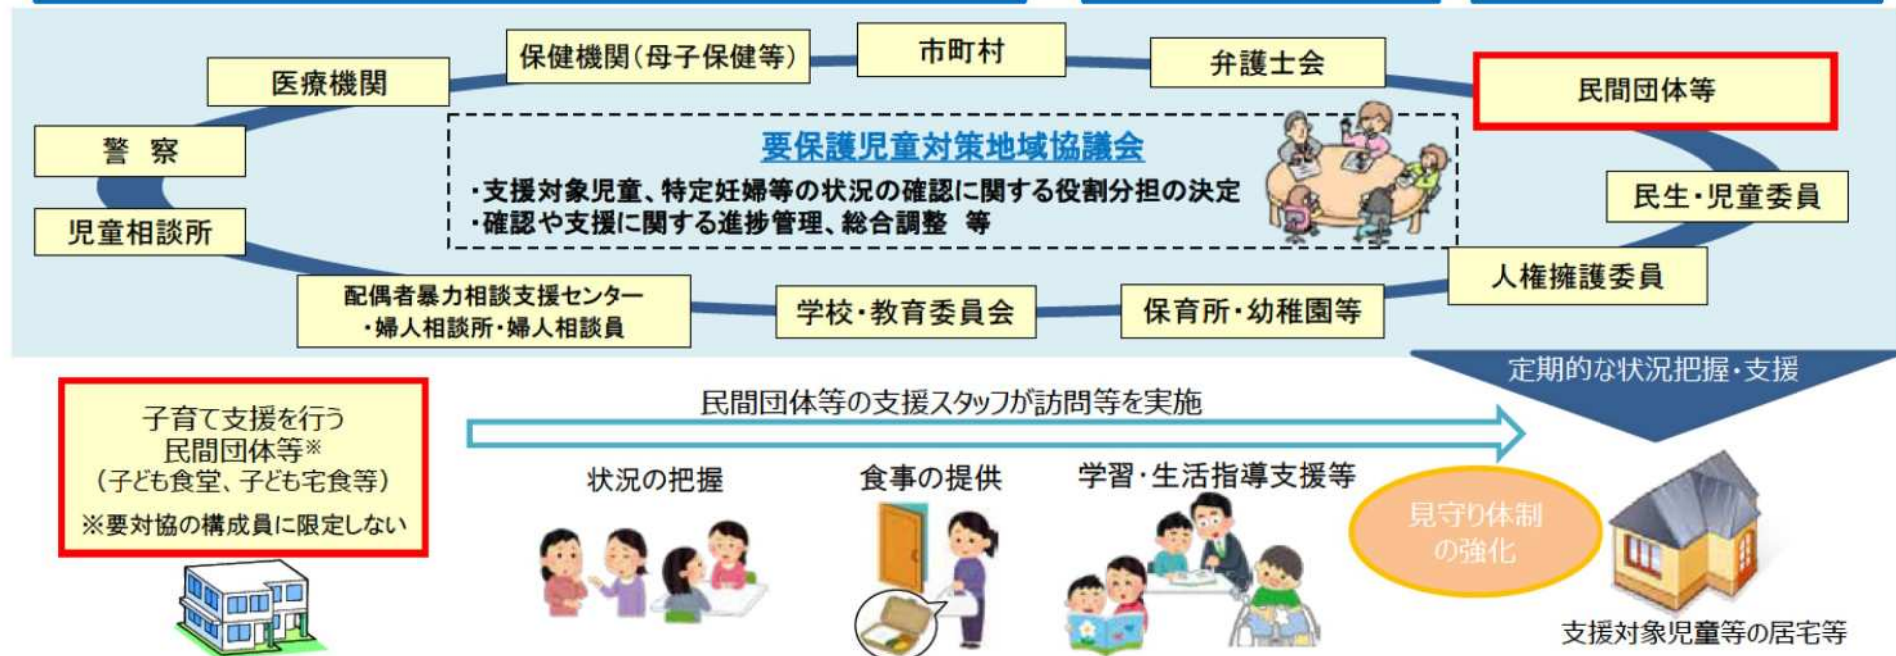 保健機関(母子保健等)
市町村
弁護士会
医療機関
民間団体等
警 察
要保護児童対策地域協議会
・支援対象児童、特定妊婦等の状況の確認に関する役割分担の決定
・確認や支援に関する進捗管理、総合調整 等
民生・児童委員
児童相談所
人権擁護委員
配偶者暴力相談支援センター
・婦人相談所・婦人相談員
学校・教育委員会
保育所・幼稚園等
定期的な状況把握・支援
子育て支援を行う
民間団体等※
(子ども食堂、子ども宅食等)
※要対協の構成員に限定しない
民間団体等の支援スタッフが訪問等を実施
状況の把握
食事の提供
学習・生活指導支援等
見守り体制
の強化
支援対象児童等の居宅等